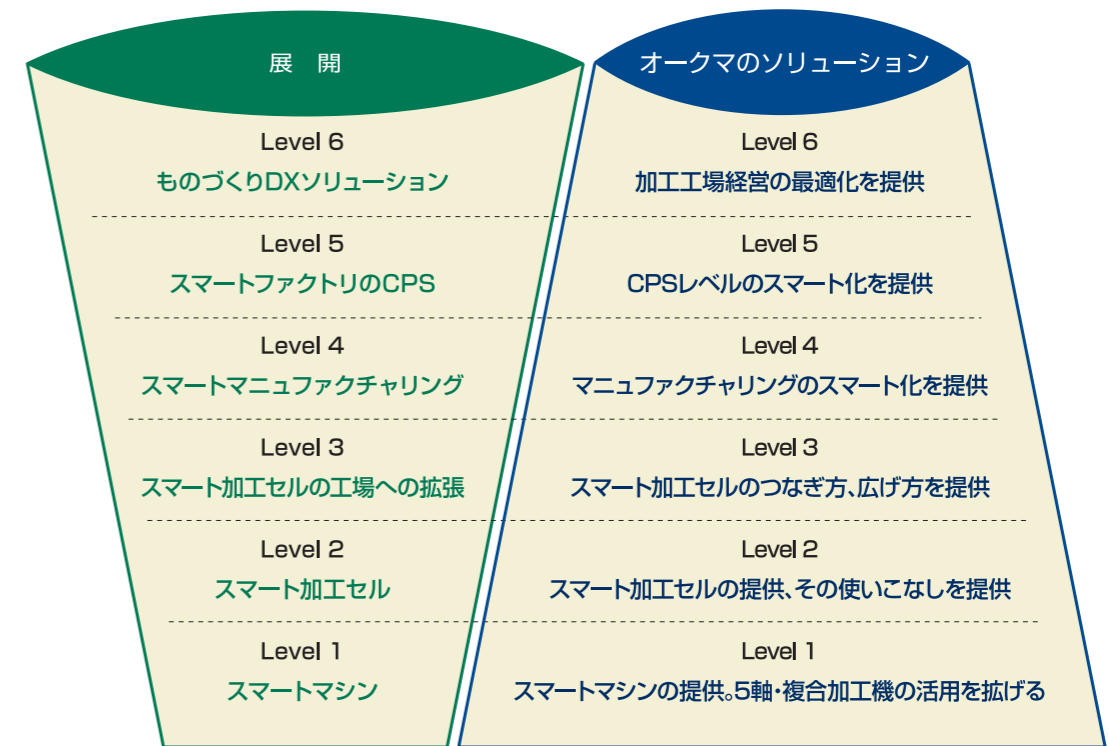 展 開
Level 6
ものづくりDXソリューション
Level 5
スマートファクトリのCPS
Level 4
スマートマニュファクチャリング
Level 3
スマート加工セルの工場への拡張
Level 2
スマート加工セル
Level 1
スマートマシン
オークマのソリューション
Level 6
加工工場経営の最適化を提供
Level 5
CPSレベルのスマート化を提供
Level 4
マニュファクチャリングのスマート化を提供
Level 3
スマート加工セルのつなぎ方、広げ方を提供
Level 2
スマート加工セルの提供、その使いこなしを提供
Level 1
スマートマシンの提供。5軸・複合加工機の活用を拡げる